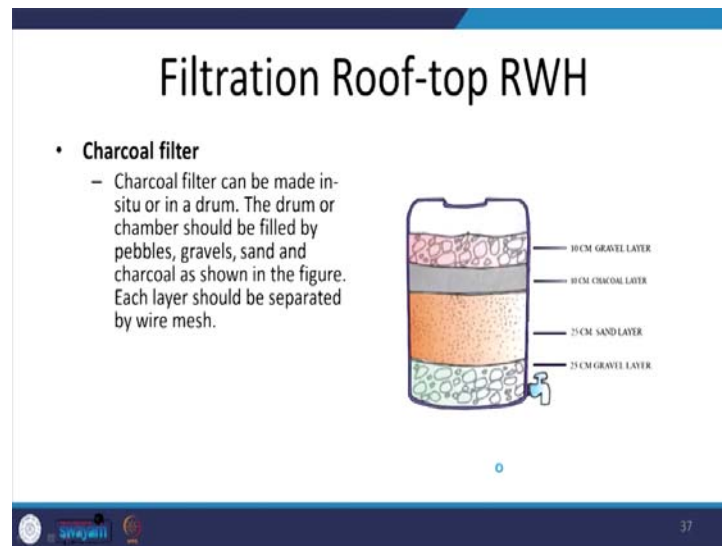 Filtration Roof-top RWH
• Charcoal filter
– Charcoal filter can be made in-
situ or in a drum. The drum or
chamber should be filled by
pebbles, gravels, sand and
charcoal as shown in the figure.
Each layer should be separated
by wire mesh.
10 CM GRAVEL LAYER
10 CM CHACOAL LAYER
25 CM SAND LAYER
25 CM GRAVEL LAYER
swayam
37